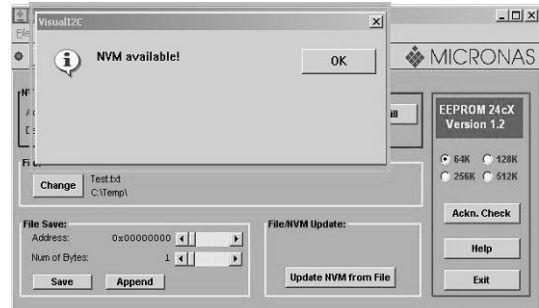 VisualI2C
NVM available!
OK
MICRONAS
EEPROM 24cX
Version 1.2
64K 128K
256K 512K
Change
Test.txt
C:\Temp\
Ackn. Check
File Save:
Address: 0x00000000
Num of Bytes: 1
Save Append
File/NVM Update:
Update NVM from File
Help
Exit